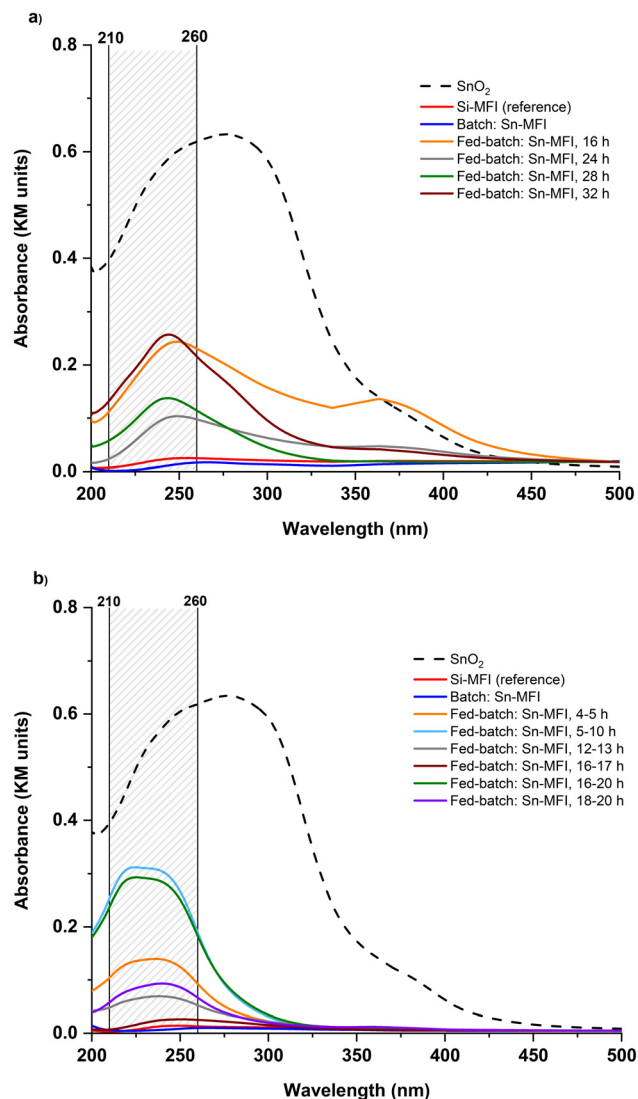 a)
210
260
0.8
0.6
0.4
0.2
0.0
Absorbance (KM units)
SnO₂
Si-MFI (reference)
Batch: Sn-MFI
Fed-batch: Sn-MFI, 16 h
Fed-batch: Sn-MFI, 24 h
Fed-batch: Sn-MFI, 28 h
Fed-batch: Sn-MFI, 32 h
200 250 300 350 400 450 500
Wavelength (nm)
b)
210
260
0.8
0.6
0.4
0.2
0.0
Absorbance (KM units)
SnO₂
Si-MFI (reference)
Batch: Sn-MFI
Fed-batch: Sn-MFI, 4-5 h
Fed-batch: Sn-MFI, 5-10 h
Fed-batch: Sn-MFI, 12-13 h
Fed-batch: Sn-MFI, 16-17 h
Fed-batch: Sn-MFI, 16-20 h
Fed-batch: Sn-MFI, 18-20 h
200 250 300 350 400 450 500
Wavelength (nm)